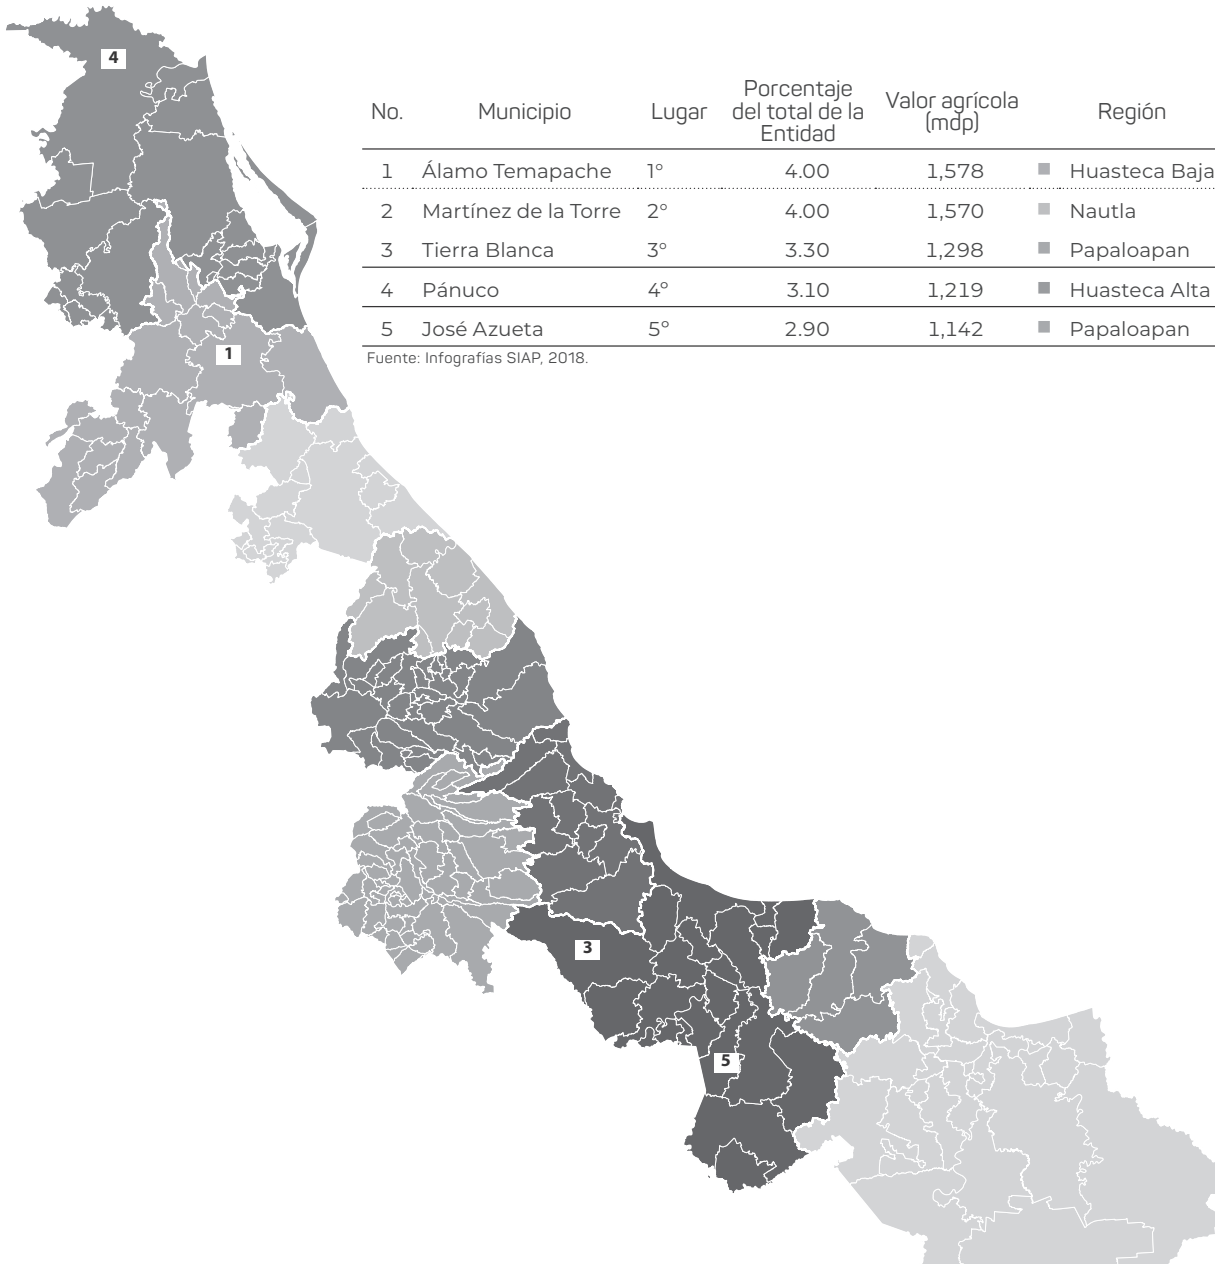 4
No. Municipio Lugar Porcentaje del total de la Entidad Valor agrícola (mdp) Región
1 Álamo Temapache 1° 4.00 1,578 Huasteca Baja
2 Martínez de la Torre 2° 4.00 1,570 Nautla
3 Tierra Blanca 3° 3.30 1,298 Papaloapan
4 Pánuco 4° 3.10 1,219 Huasteca Alta
5 José Azueta 5° 2.90 1,142 Papaloapan
Fuente: Infografías SIAP, 2018.
1
3
5